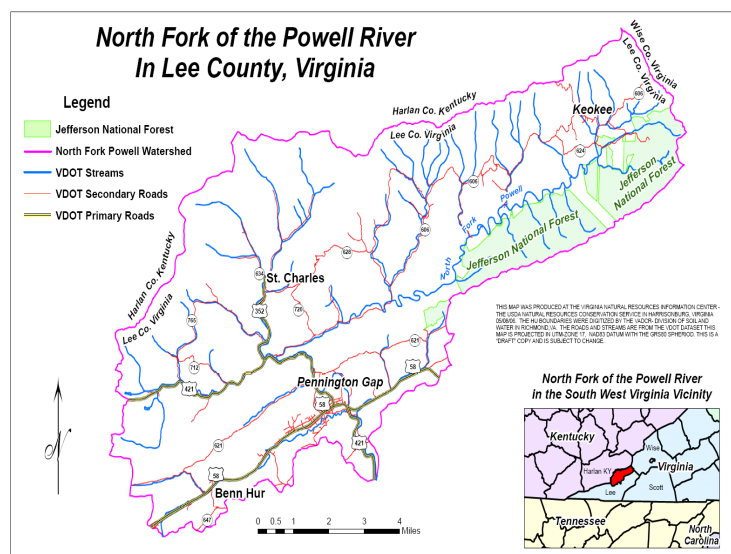 North Fork of the Powell River
In Lee County, Virginia
Legend
Jefferson National Forest
North Fork Powell Watershed
VDOT Streams
VDOT Secondary Roads
VDOT Primary Roads
Wise Co. Virginia
Lee Co. Virginia
Harlan Co. Kentucky
Lee Co. Virginia
606
Keokee
624
606
Jefferson
National Forest
Powell
Fork
North
Jefferson National Forest
606
628
634
St. Charles
352
726
Harlan Co. Kentucky
Lee Co. Virginia
765
712
421
621
58
Pennington Gap
58
421
621
58
Benn Hur
647
0 0.5 1 2 3 4
Miles
N
THIS MAP WAS PRODUCED AT THE VIRGINIA NATURAL RESOURCES INFORMATION CENTER -
THE USDA NATURAL RESOURCES CONSERVATION SERVICE IN HARRISONBURG, VIRGINIA
05/08/06. THE HU BOUNDARIES WERE DIGITIZED BY THE VADCR- DIVISION OF SOIL AND
WATER IN RICHMOND,VA. THE ROADS AND STREAMS ARE FROM THE VDOT DATASET THIS
MAP IS PROJECTED IN UTM ZONE 17, NAD83 DATUM WITH THE GRS80 SPHERIOD. THIS IS A
"DRAFT" COPY AND IS SUBJECT TO CHANGE.
North Fork of the Powell River
in the South West Virginia Vicinity
Kentucky
Wise
Virginia
Harlan KY
Lee
Scott
Tennessee
North
Carolina